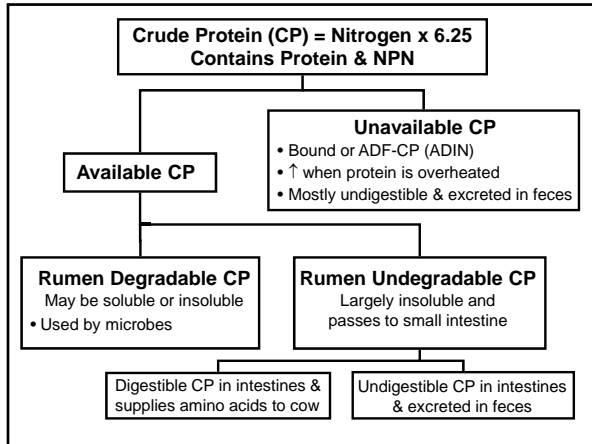 Crude Protein (CP) = Nitrogen x 6.25
Contains Protein & NPN
Unavailable CP
• Bound or ADF-CP (ADIN)
• ↑ when protein is overheated
• Mostly undigestible & excreted in feces
Available CP
Rumen Degradable CP
May be soluble or insoluble
• Used by microbes
Rumen Undegradable CP
Largely insoluble and
passes to small intestine
Digestible CP in intestines &
supplies amino acids to cow
Undigestible CP in intestines
& excreted in feces